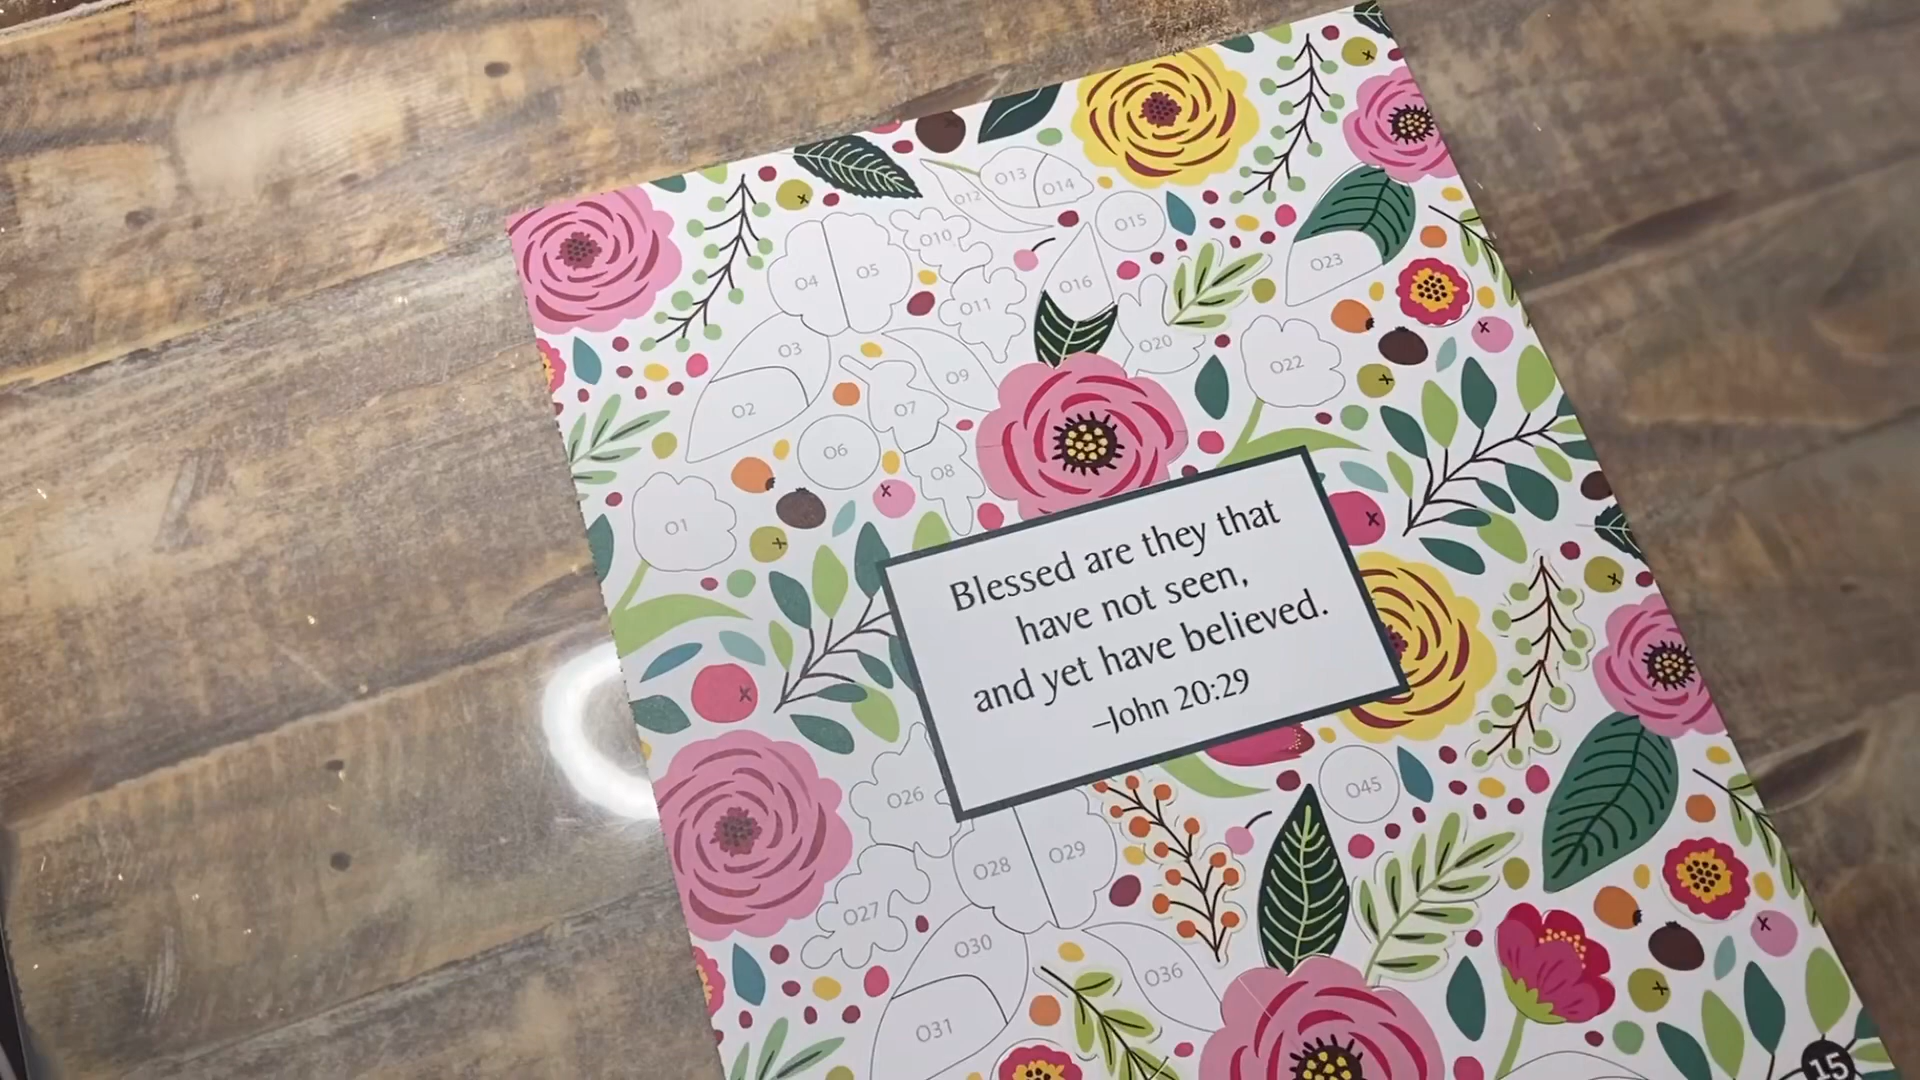 O12
O13
O14
O15
O10
O4
O5
O11
O16
O23
O3
O9
O20
O22
O2
O7
O6
O8
O1
Blessed are they that
have not seen,
and yet have believed.
–John 20:29
O26
O45
O28
O29
O27
O30
O36
O31
15